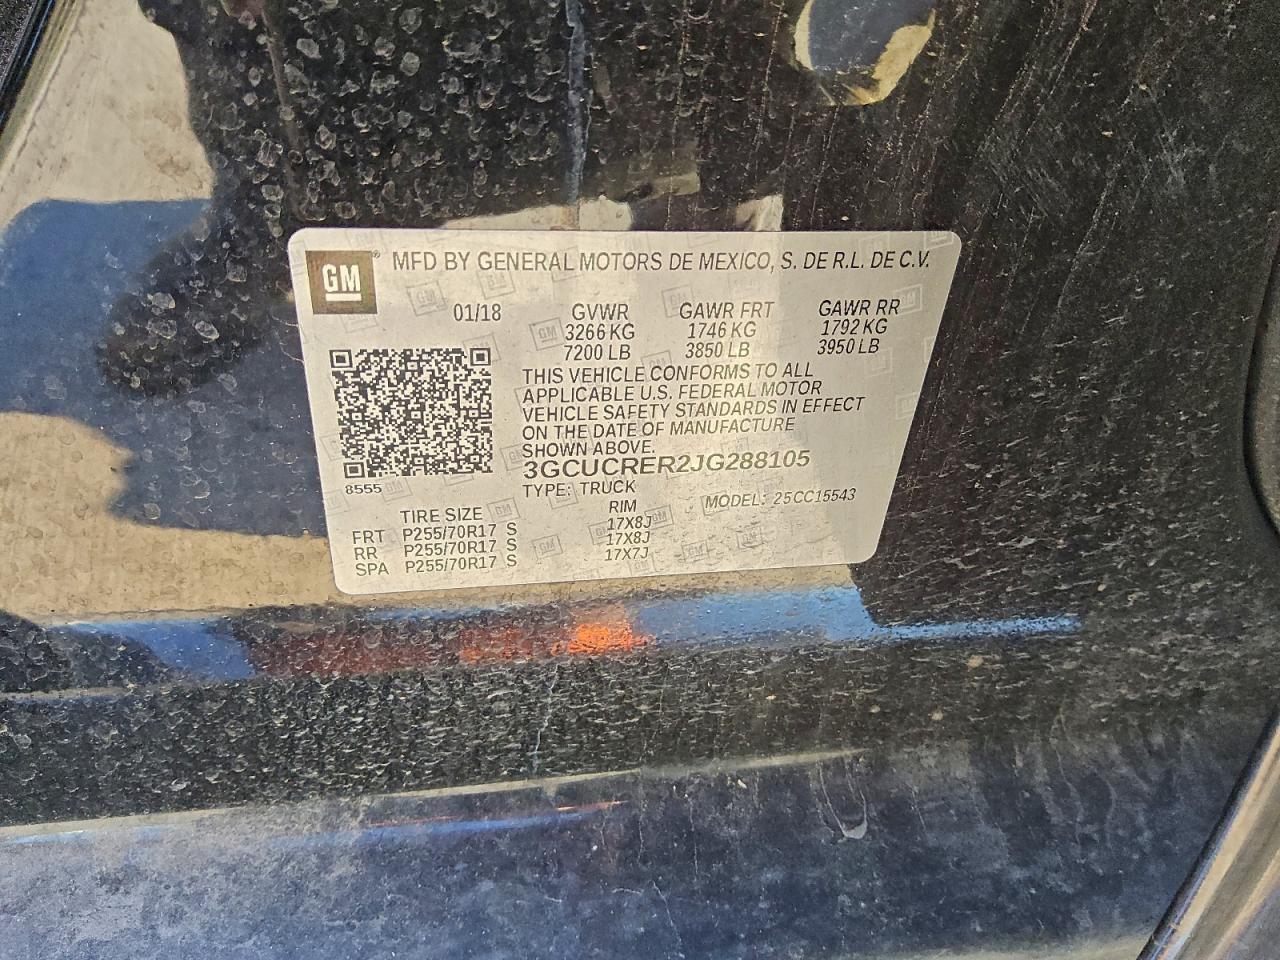 GM® MFD BY GENERAL MOTORS DE MEXICO, S. DE R.L. DE C.V.
01/18 GVWR GAWR FRT GAWR RR
3266 KG 1746 KG 1792 KG
7200 LB 3850 LB 3950 LB
THIS VEHICLE CONFORMS TO ALL
APPLICABLE U.S. FEDERAL MOTOR
VEHICLE SAFETY STANDARDS IN EFFECT
ON THE DATE OF MANUFACTURE
SHOWN ABOVE.
3GCUCRER2JG288105
8555 TYPE: TRUCK MODEL: 25CC15543
TIRE SIZE RIM
FRT P255/70R17 S 17X8J
RR P255/70R17 S 17X8J
SPA P255/70R17 S 17X7J